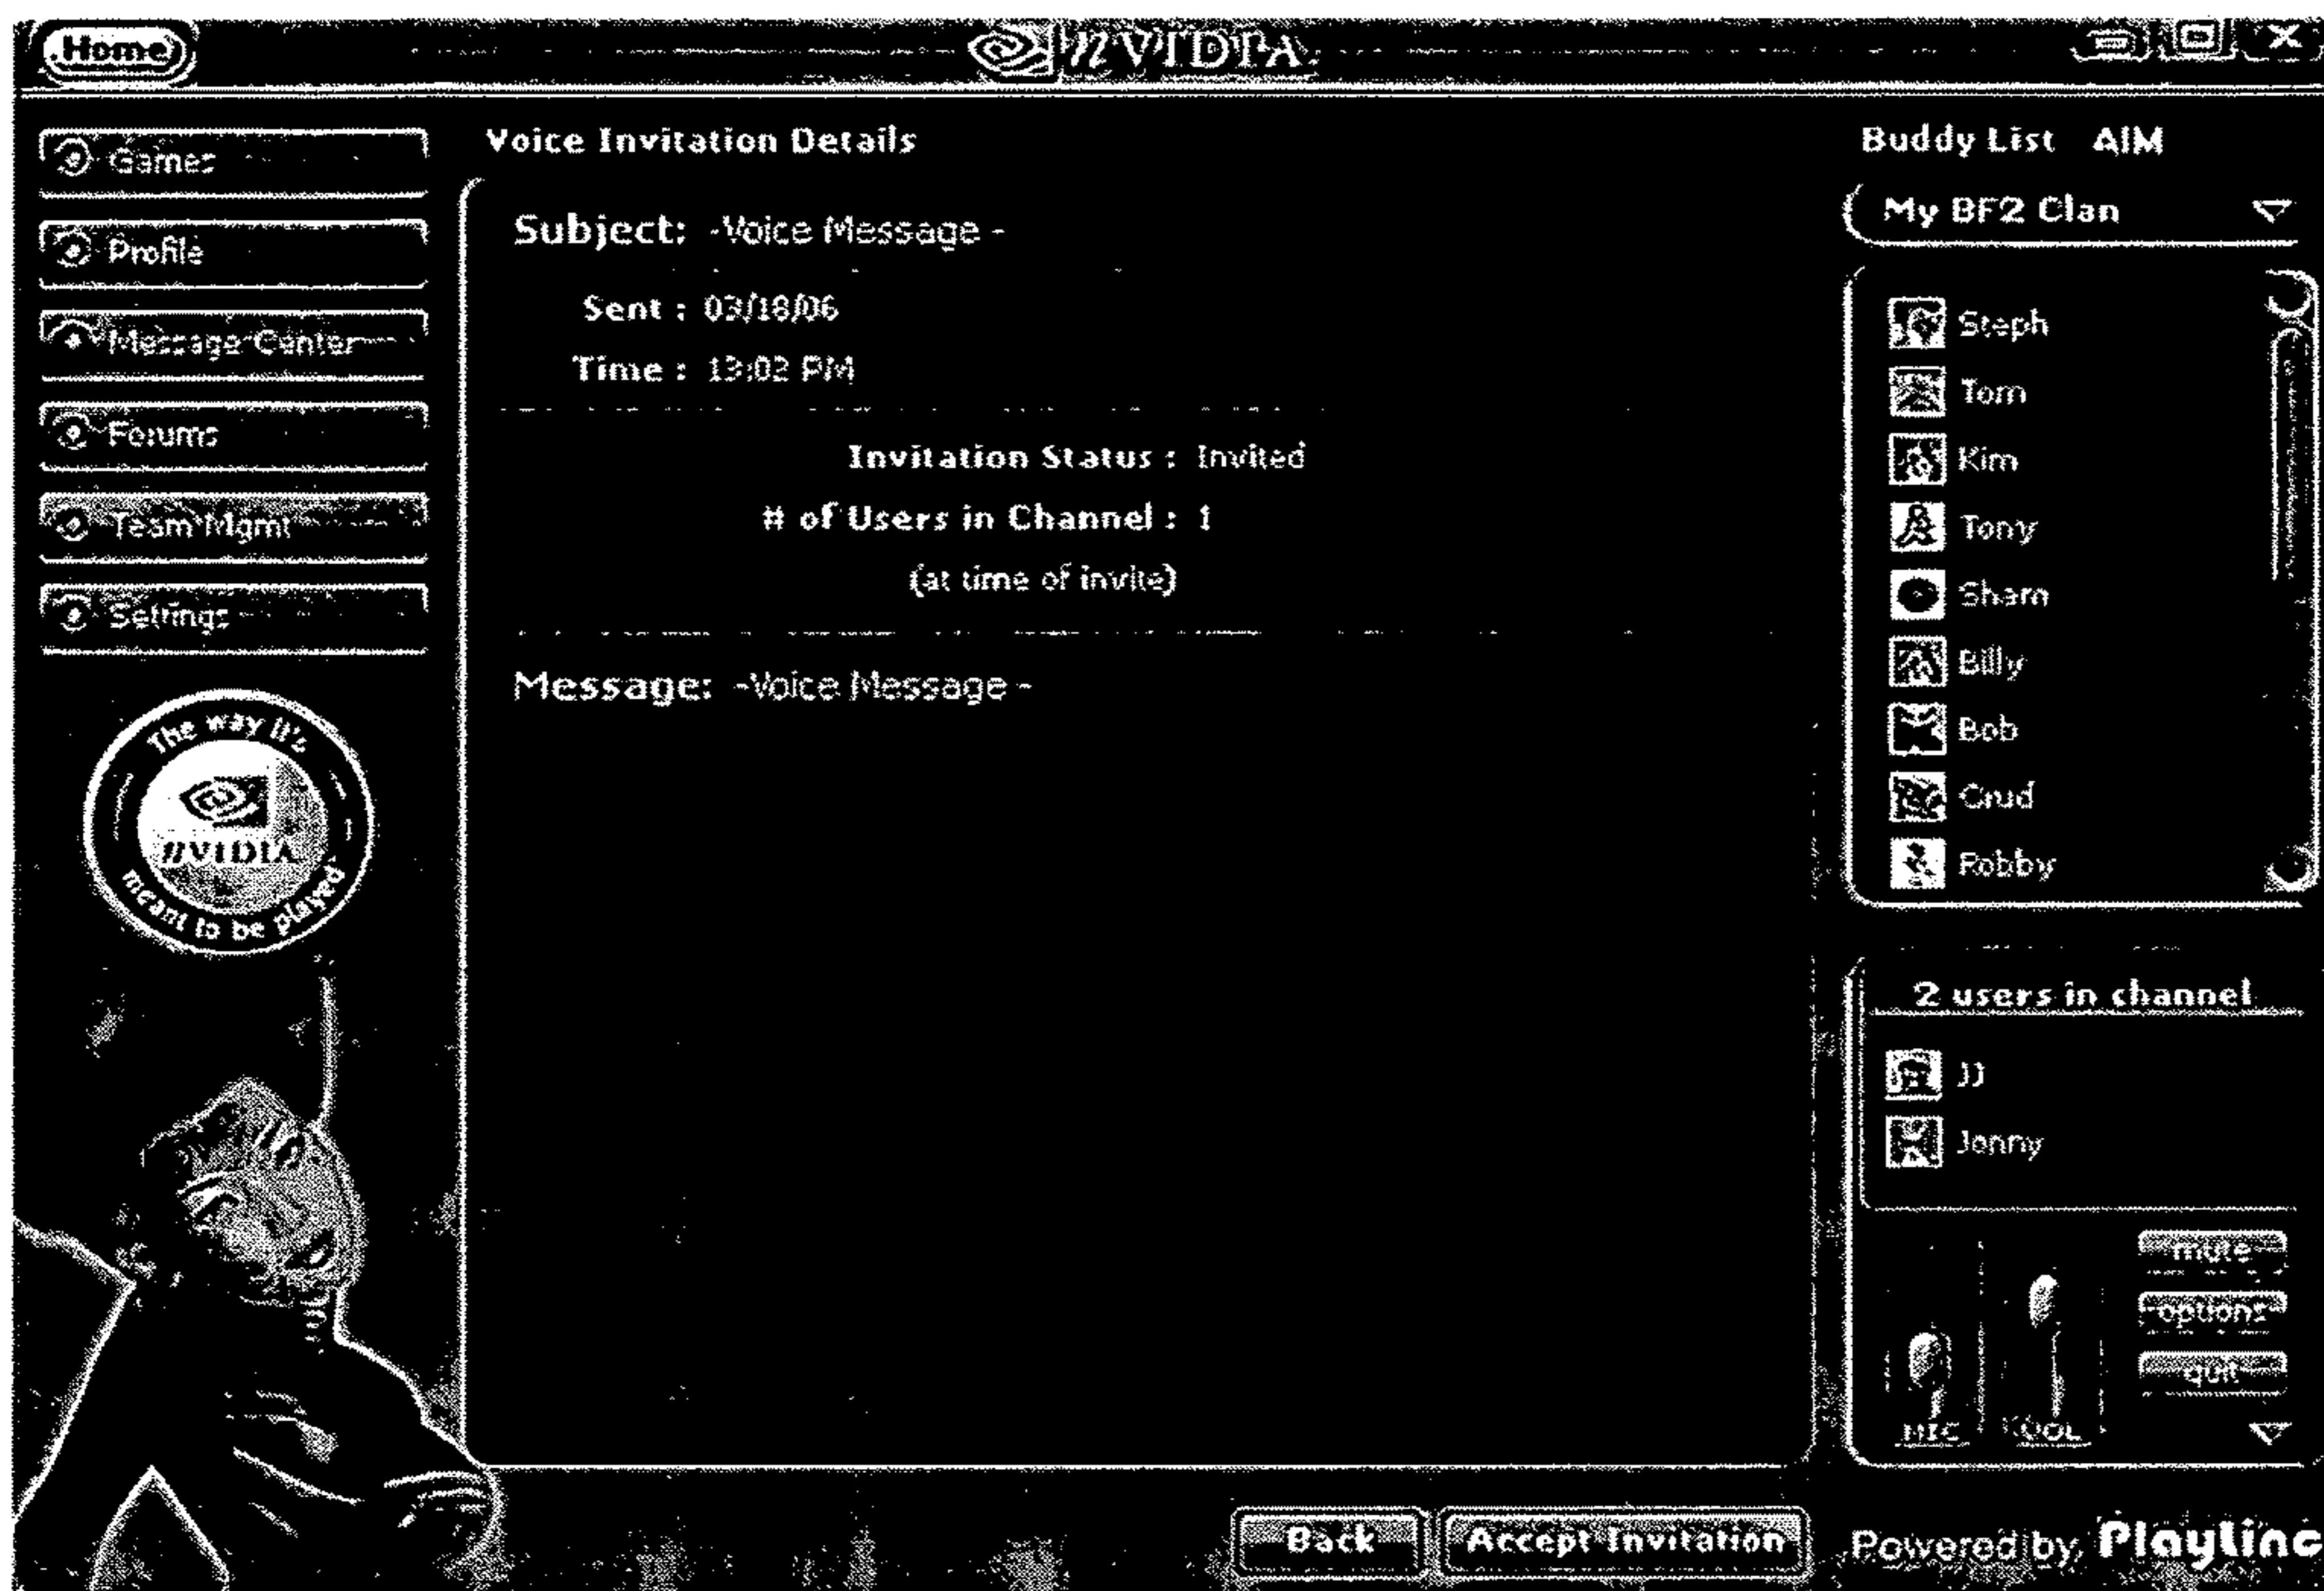 Home
nVIDIA.
Games
Profile
Message Center
Forums
Team Mgmt
Settings
The way it's
nVIDIA
meant to be played
Voice Invitation Details
Subject: -Voice Message -
Sent : 03/18/06
Time : 13:02 PM
Invitation Status : Invited
# of Users in Channel : 1
(at time of invite)
Message: -Voice Message -
Back
Accept Invitation
Buddy List AIM
My BF2 Clan
Steph
Tom
Kim
Tony
Sham
Billy
Bob
Crud
Robby
2 users in channel
JJ
Jonny
mute
options
quit
MIC
Powered by PlayLinc